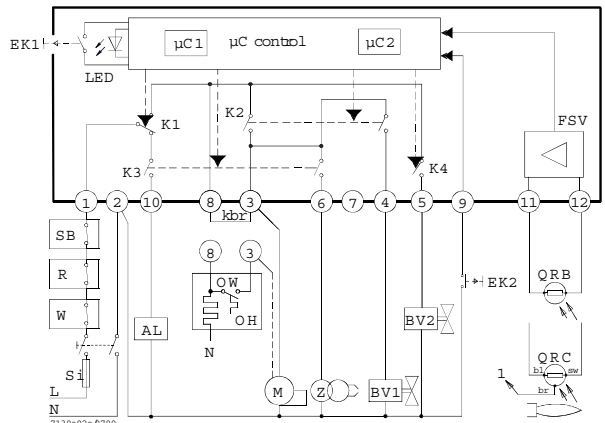 µC1 µC control µC2
EK1
LED
K1 K2 FSV
K3 K4
1 2 10 8 3 6 7 4 5 9 11 12
kbr
SB
8 3
R
OW
EK2
QRB
W
AL
OH
BV2
N
QRC
Si
bl sw
1
br
L
M Z BV1
N